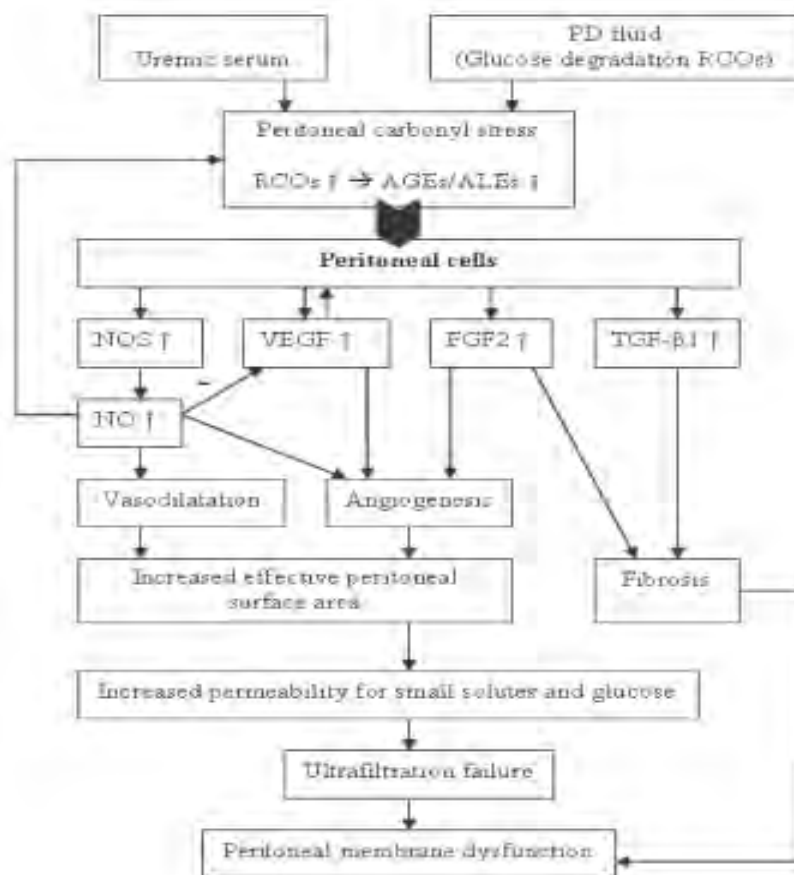 Uremic serum
PD fluid
(Glucose degradation RCOs)
Peritoneal carbonyl stress
RCOs ↑ → AGEs/ALEs ↑
Peritoneal cells
NOS ↑
VEGF ↑
FGF2 ↑
TGF-β1 ↑
-
NO ↑
Vasodilatation
Angiogenesis
Increased effective peritoneal
surface area
Fibrosis
Increased permeability for small solutes and glucose
Ultrafiltration failure
Peritoneal membrane dysfunction